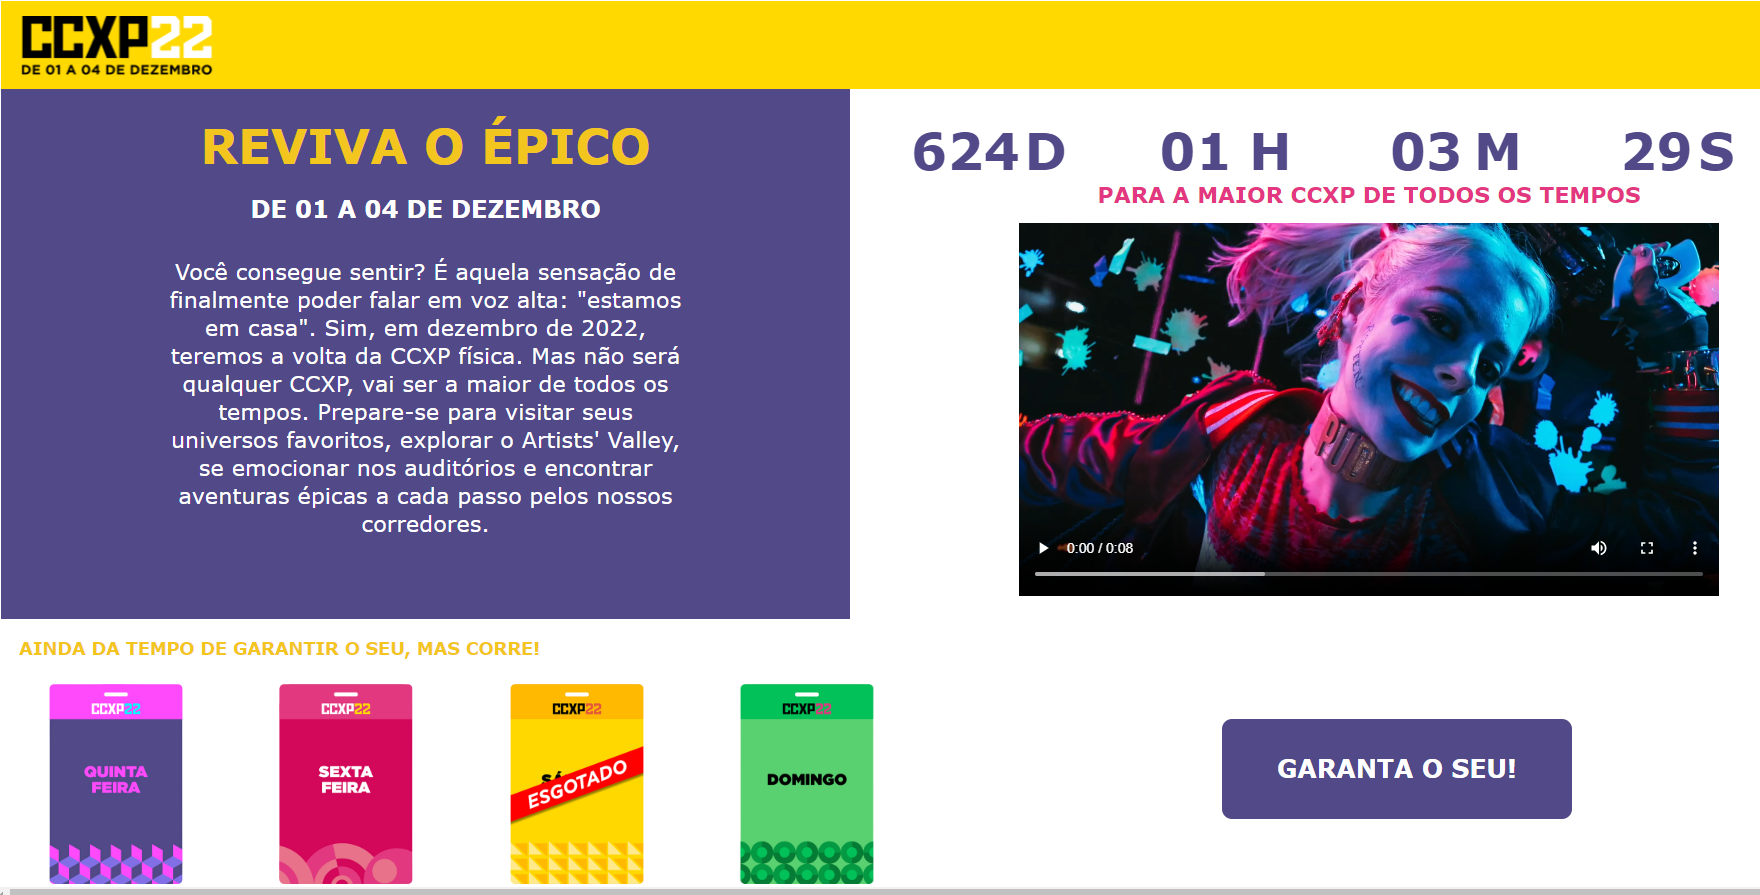 CCXP22
DE 01 A 04 DE DEZEMBRO
REVIVA O ÉPICO
DE 01 A 04 DE DEZEMBRO
Você consegue sentir? É aquela sensação de
finalmente poder falar em voz alta: "estamos
em casa". Sim, em dezembro de 2022,
teremos a volta da CCXP física. Mas não será
qualquer CCXP, vai ser a maior de todos os
tempos. Prepare-se para visitar seus
universos favoritos, explorar o Artists' Valley,
se emocionar nos auditórios e encontrar
aventuras épicas a cada passo pelos nossos
corredores.
624 D 01 H 03 M 29 S
PARA A MAIOR CCXP DE TODOS OS TEMPOS
0:00 / 0:08
AINDA DA TEMPO DE GARANTIR O SEU, MAS CORRE!
CCXP22
QUINTA
FEIRA
CCXP22
SEXTA
FEIRA
CCXP22
ESGOTADO
CCXP22
DOMINGO
GARANTA O SEU!